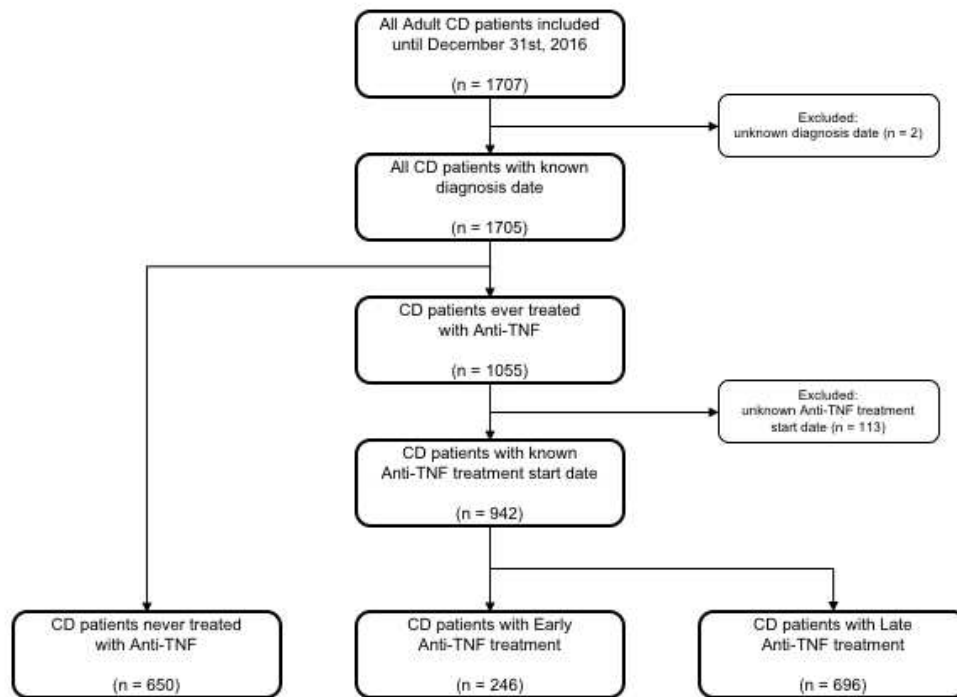 All Adult CD patients included
until December 31st, 2016
(n = 1707)
Excluded:
unknown diagnosis date (n = 2)
All CD patients with known
diagnosis date
(n = 1705)
CD patients ever treated
with Anti-TNF
(n = 1055)
Excluded:
unknown Anti-TNF treatment
start date (n = 113)
CD patients with known
Anti-TNF treatment start date
(n = 942)
CD patients never treated
with Anti-TNF
(n = 650)
CD patients with Early
Anti-TNF treatment
(n = 246)
CD patients with Late
Anti-TNF treatment
(n = 696)